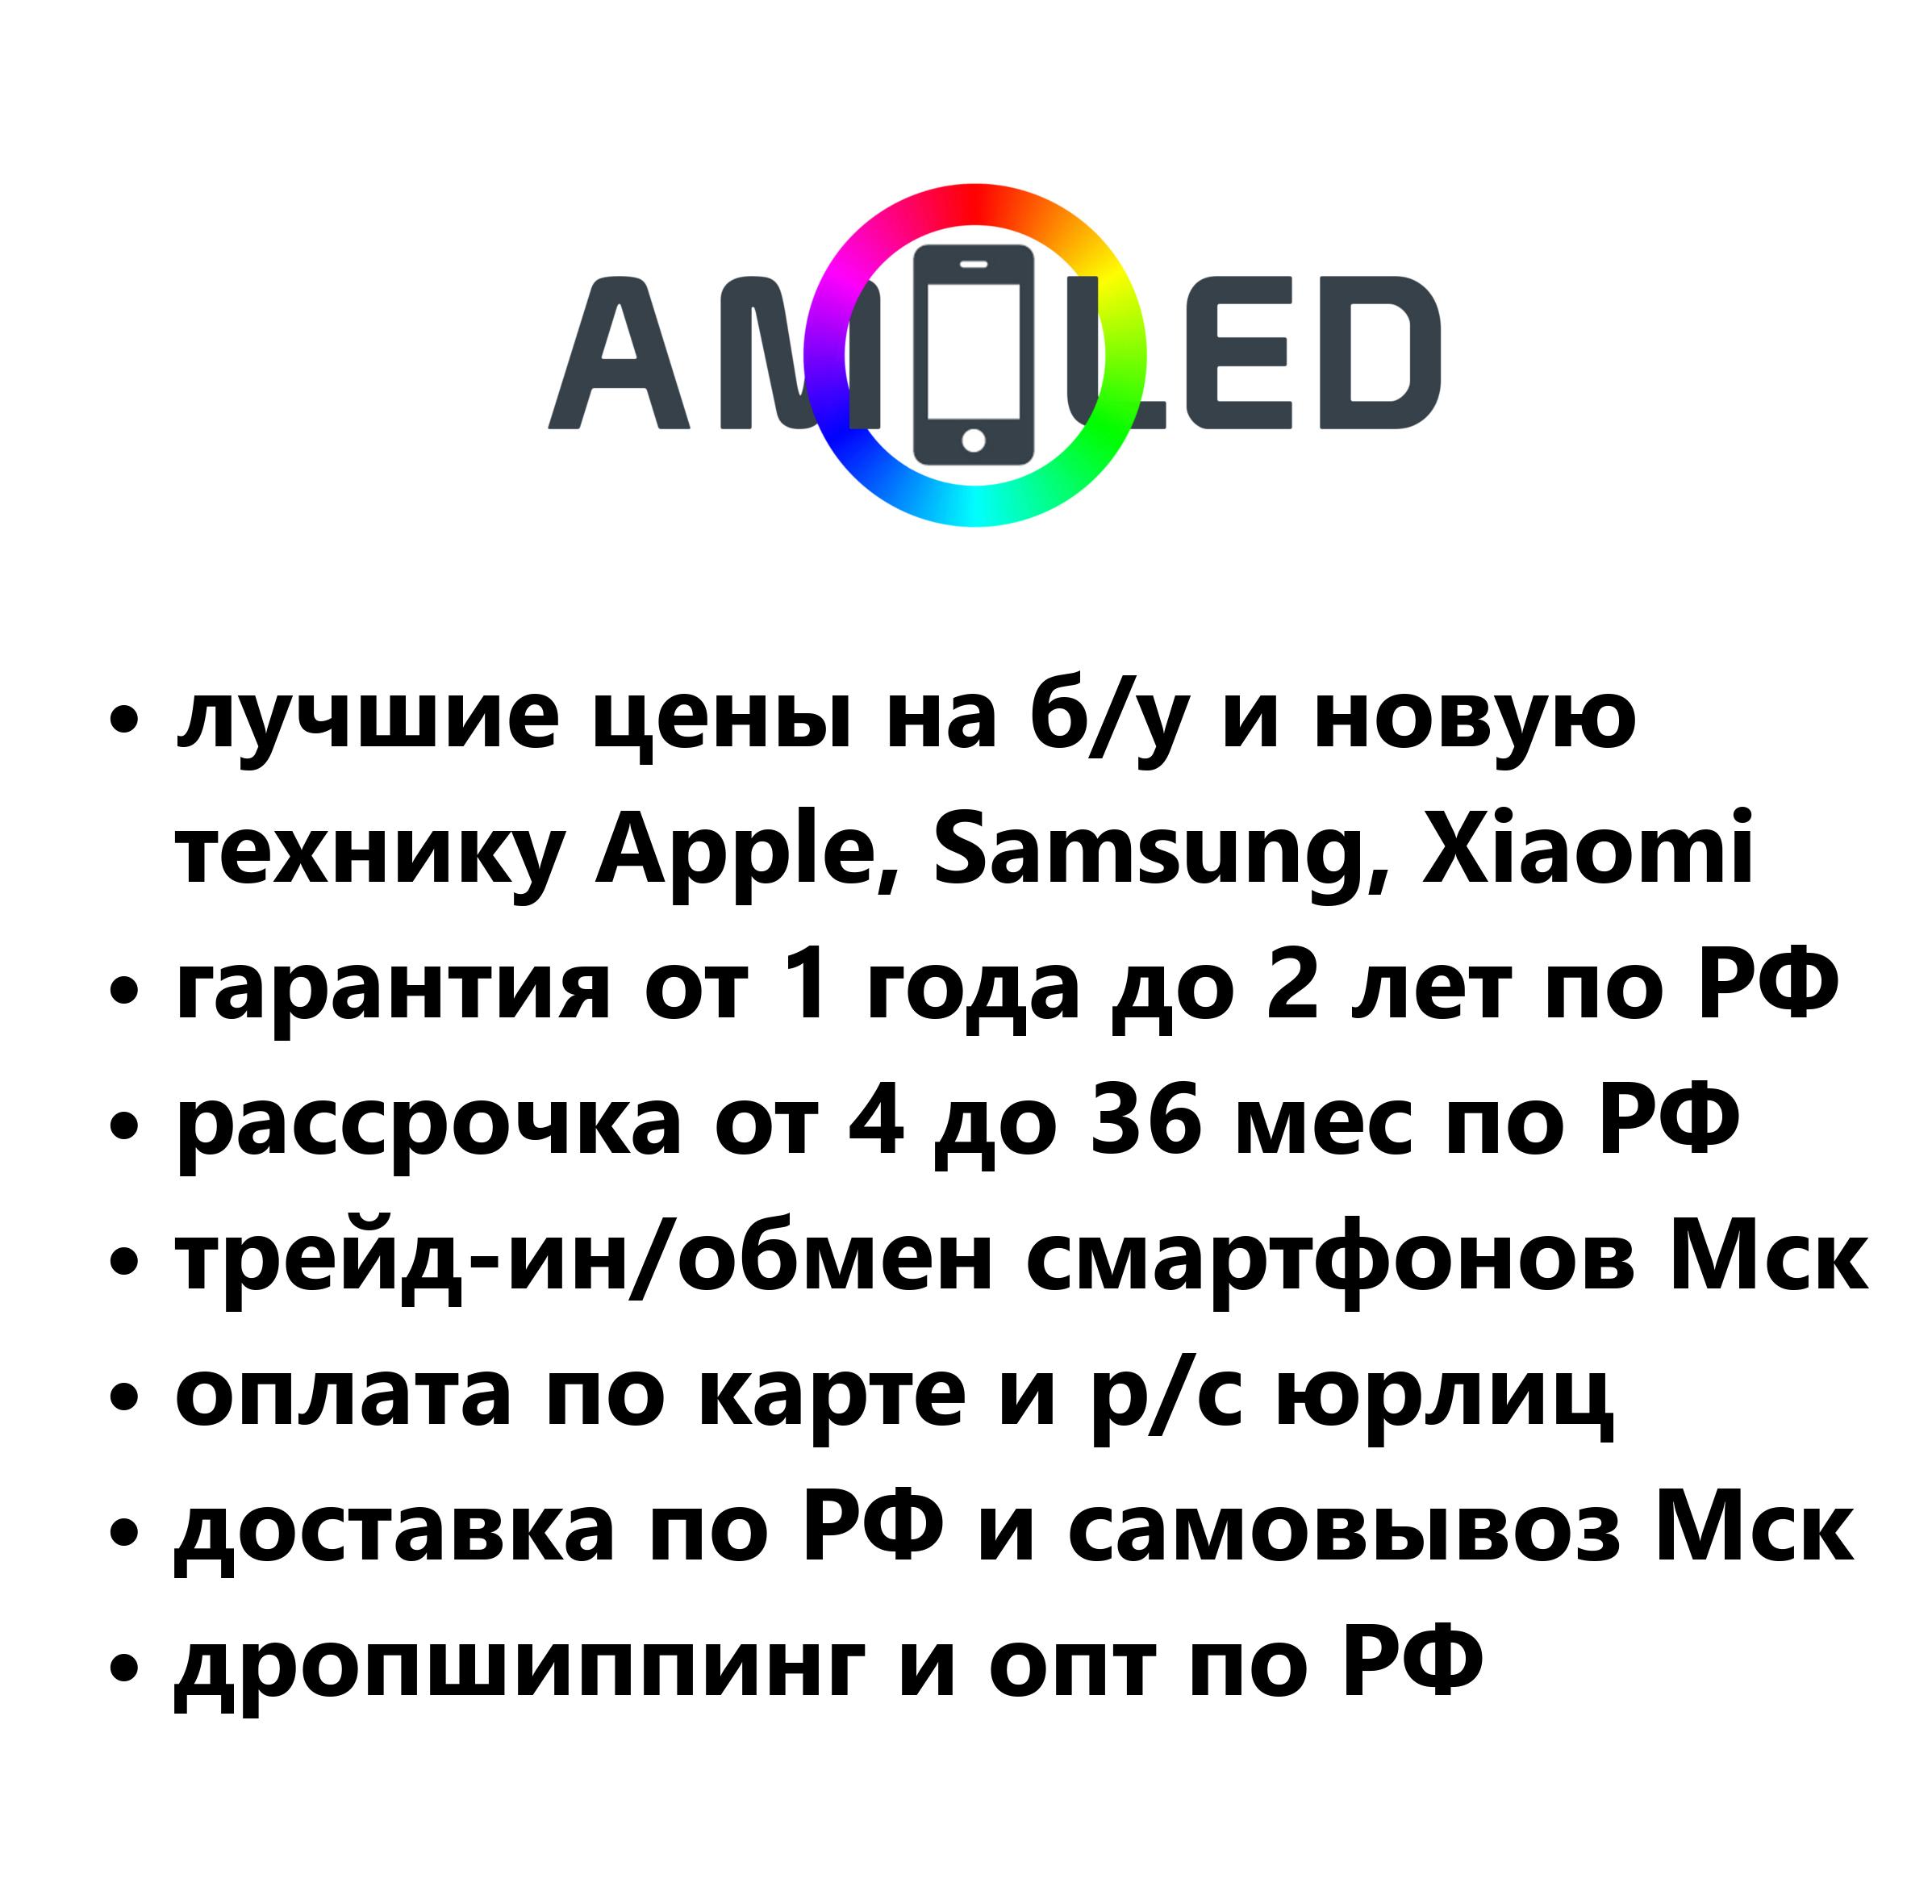 AMOLED
• лучшие цены на б/у и новую
технику Apple, Samsung, Xiaomi
• гарантия от 1 года до 2 лет по РФ
• рассрочка от 4 до 36 мес по РФ
• трейд-ин/обмен смартфонов Мск
• оплата по карте и р/с юрлиц
• доставка по РФ и самовывоз Мск
• дропшиппинг и опт по РФ